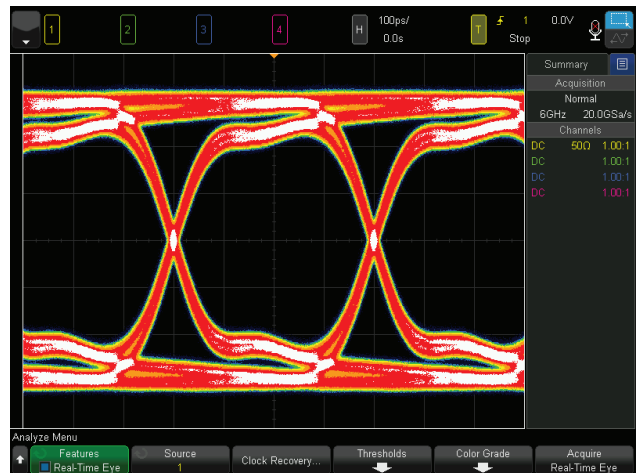 1 2 3 4 H 100ps/ 0.0s T 1 Stop 0.0V
Summary
Acquisition
Normal
6GHz 20.0GSa/s
Channels
DC 50Ω 1.00:1
DC 1.00:1
DC 1.00:1
DC 1.00:1
Analyze Menu
Features Source Clock Recovery... Thresholds Color Grade Acquire
Real-Time Eye 1 Real-Time Eye